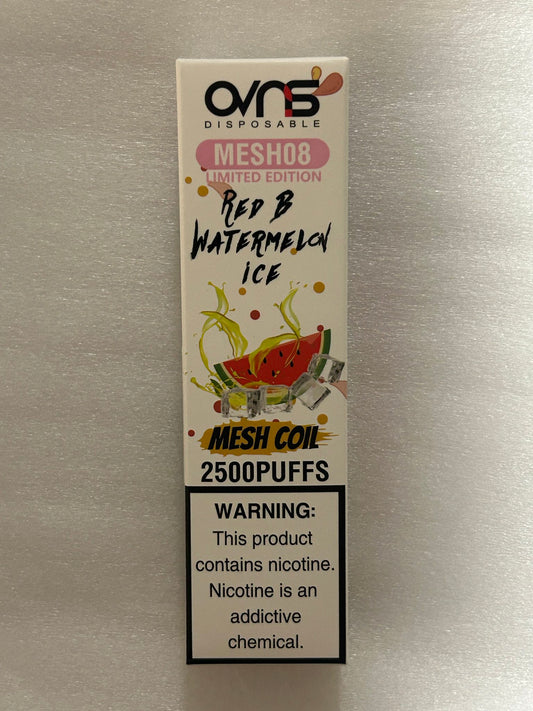 OVNS
DISPOSABLE
MESH08
LIMITED EDITION
RED B
WATERMELON
ICE
MESH COIL
2500PUFFS
WARNING:
This product
contains nicotine.
Nicotine is an
addictive
chemical.